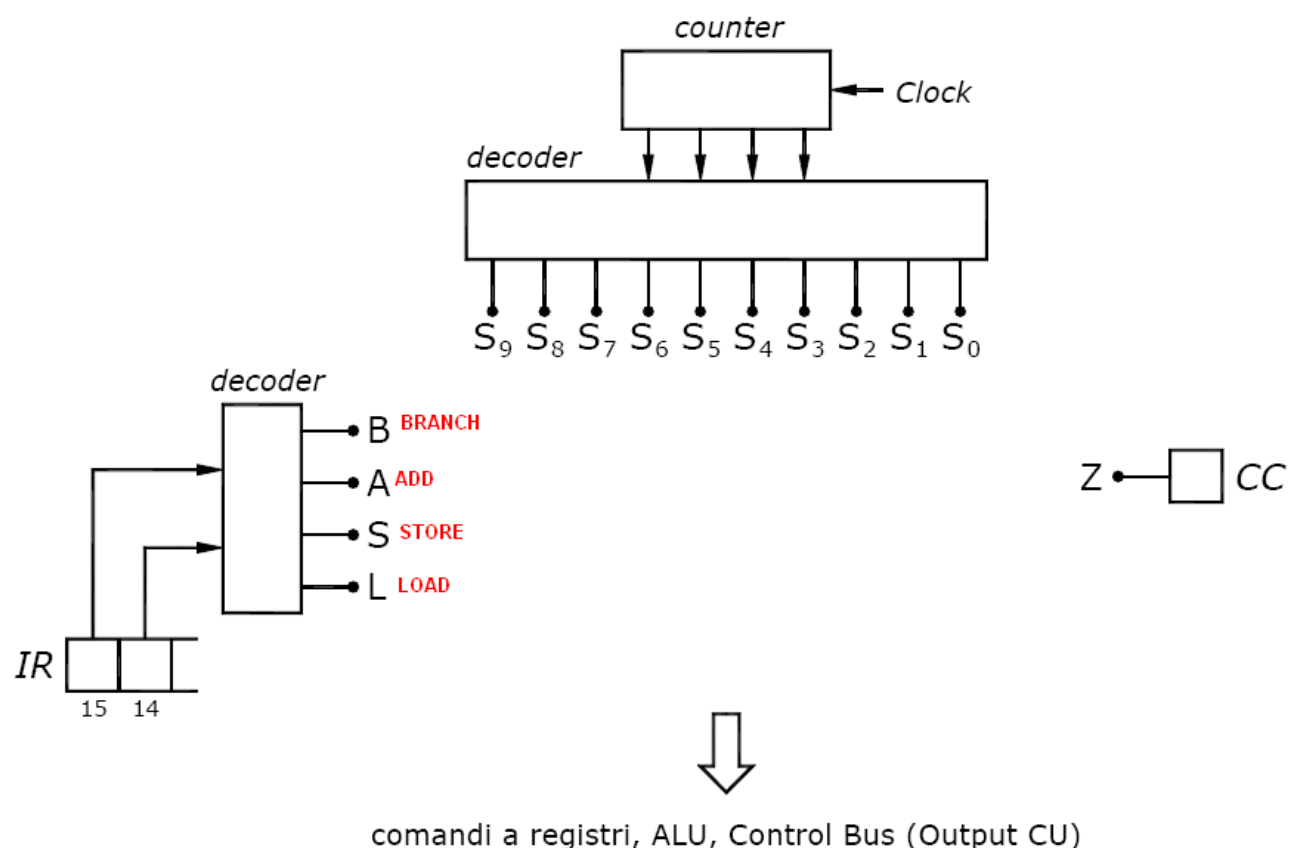 counter
Clock
decoder
S9 S8 S7 S6 S5 S4 S3 S2 S1 S0
decoder
B BRANCH
A ADD
S STORE
L LOAD
Z CC
IR
15 14
comandi a registri, ALU, Control Bus (Output CU)